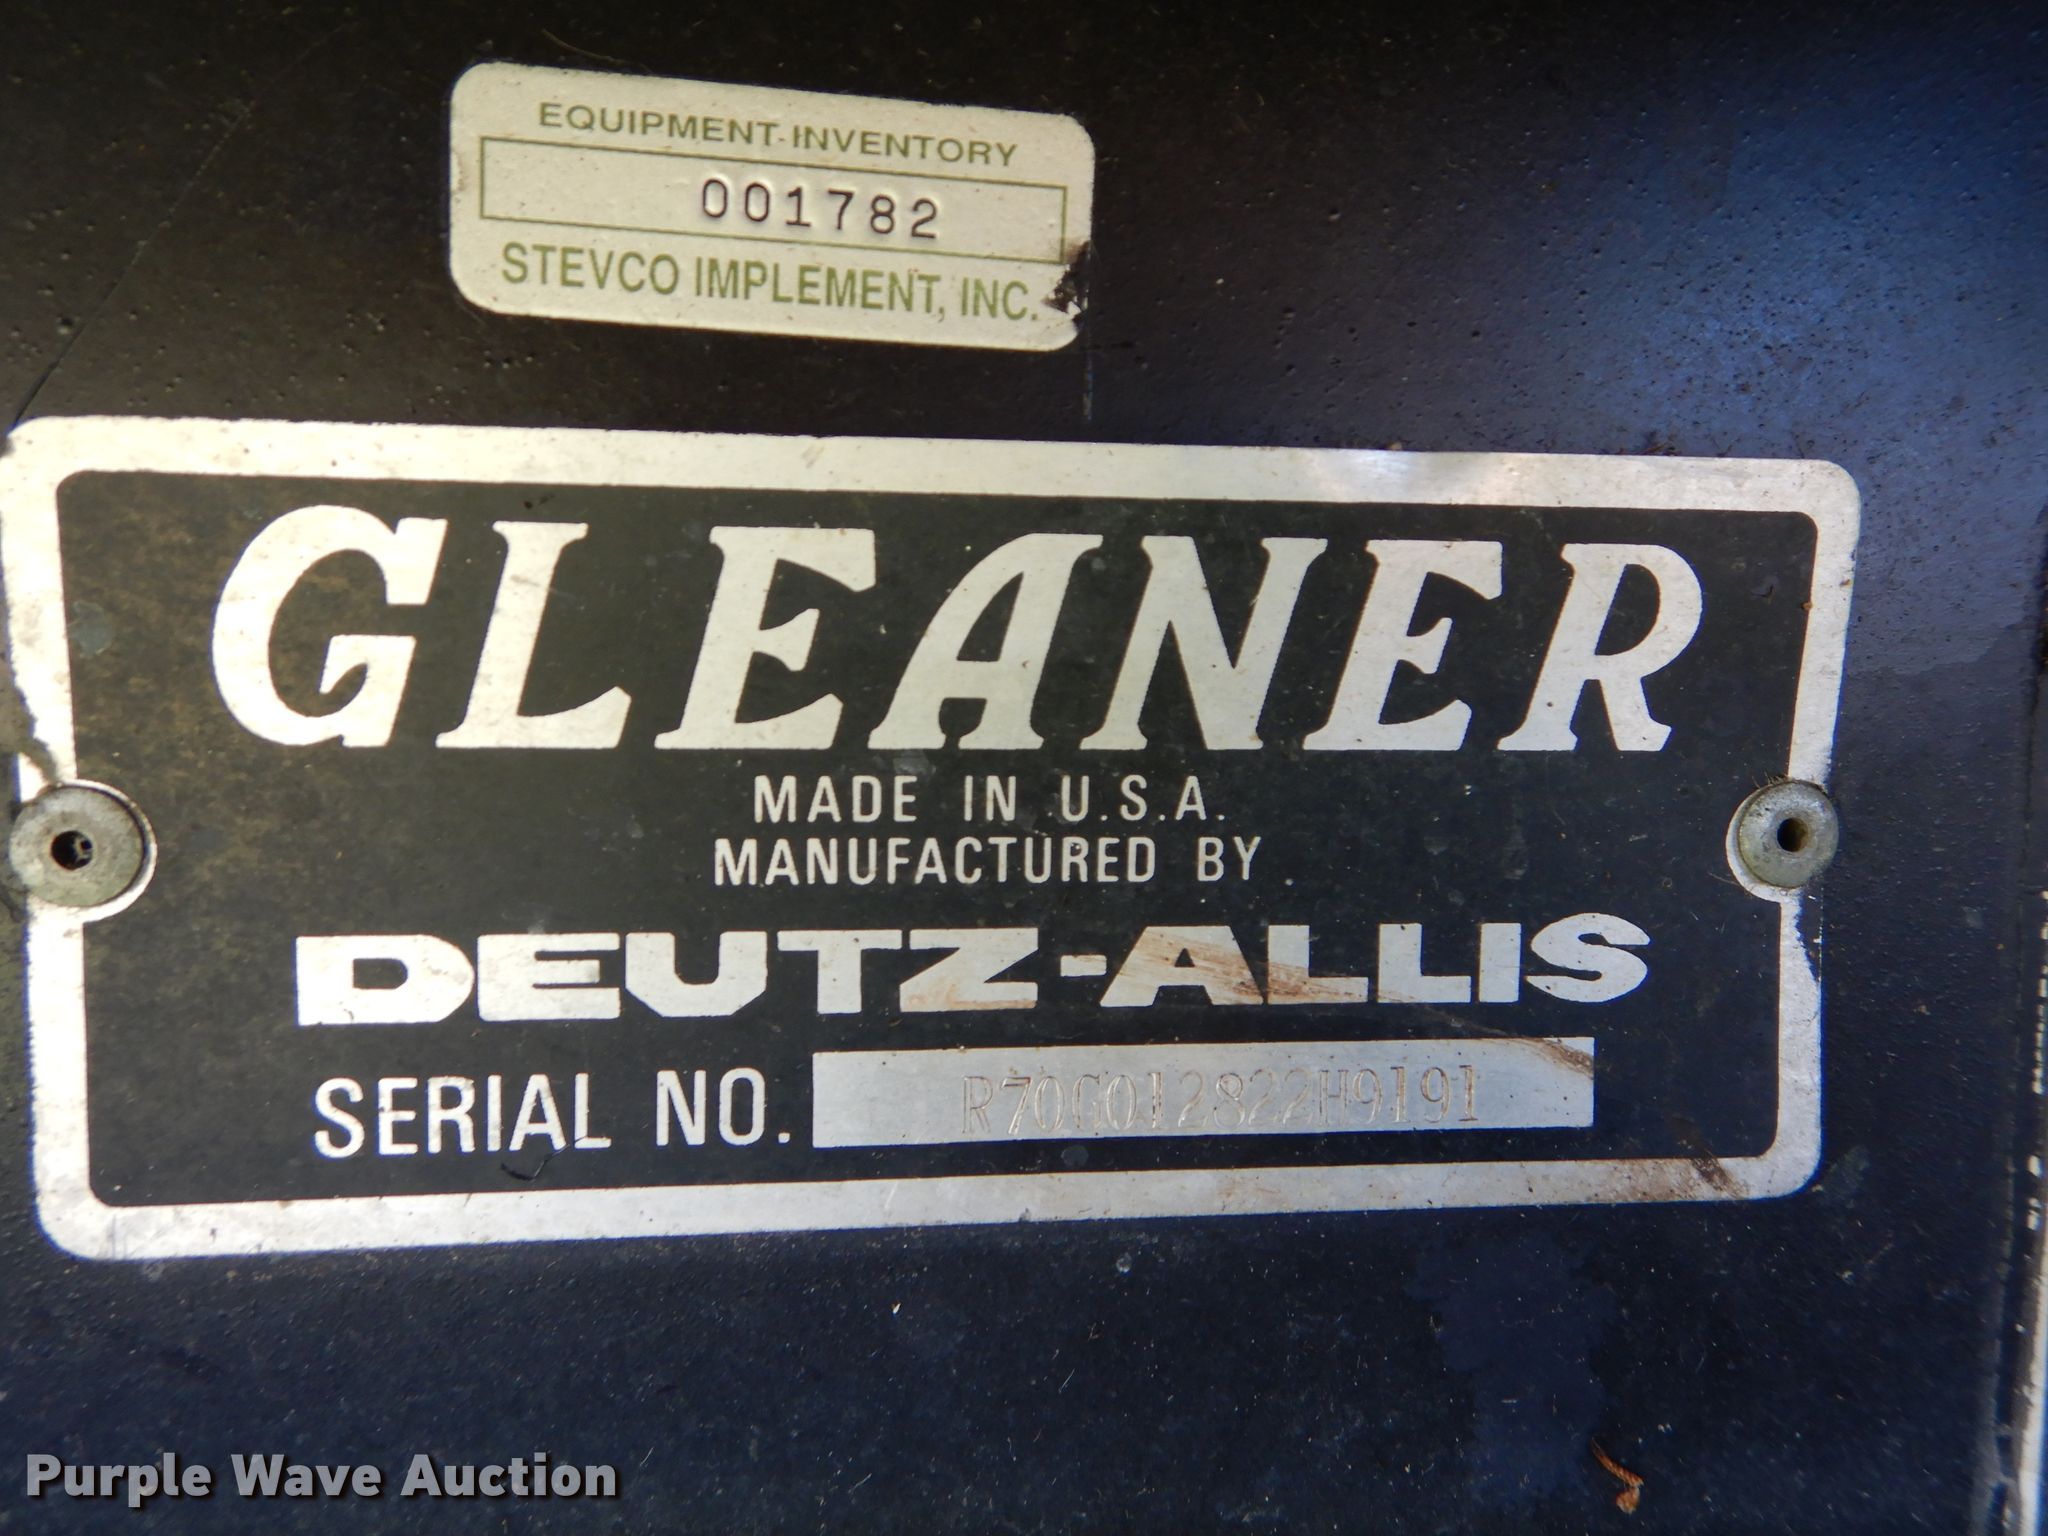 EQUIPMENT INVENTORY
001782
STEVCO IMPLEMENT, INC.
GLEANER
MADE IN U.S.A.
MANUFACTURED BY
DEUTZ-ALLIS
SERIAL NO. R70G012822H9191
Purple Wave Auction